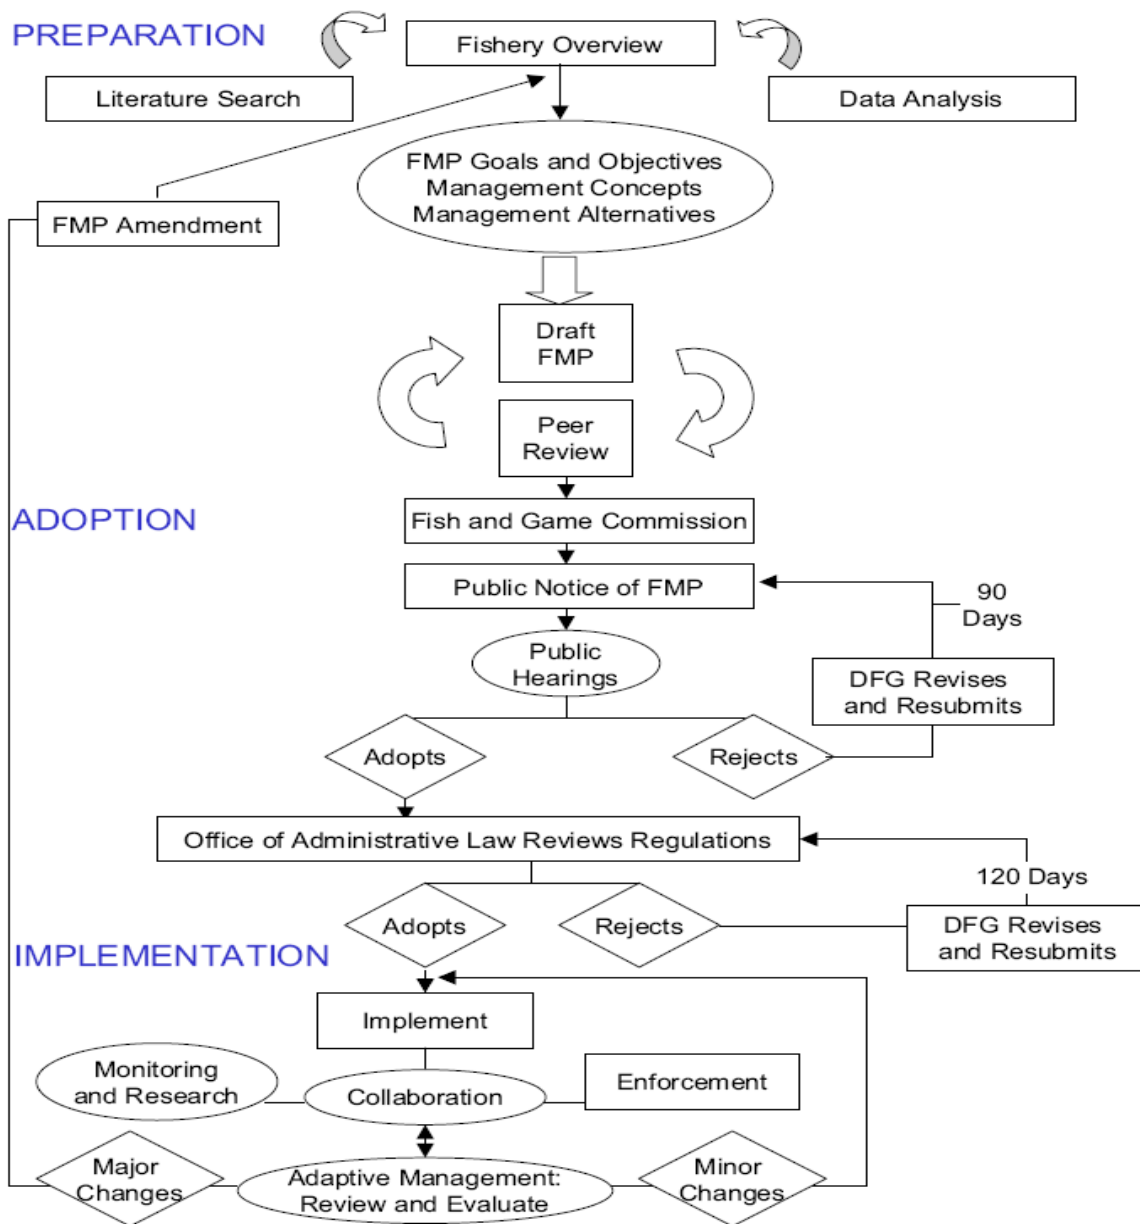 PREPARATION
Fishery Overview
Literature Search
Data Analysis
FMP Goals and Objectives
Management Concepts
Management Alternatives
FMP Amendment
Draft
FMP
Peer
Review
ADOPTION
Fish and Game Commission
Public Notice of FMP
90
Days
Public
Hearings
DFG Revises
and Resubmits
Adopts
Rejects
Office of Administrative Law Reviews Regulations
120 Days
Adopts
Rejects
DFG Revises
and Resubmits
IMPLEMENTATION
Implement
Monitoring
and Research
Collaboration
Enforcement
Major
Changes
Adaptive Management:
Review and Evaluate
Minor
Changes